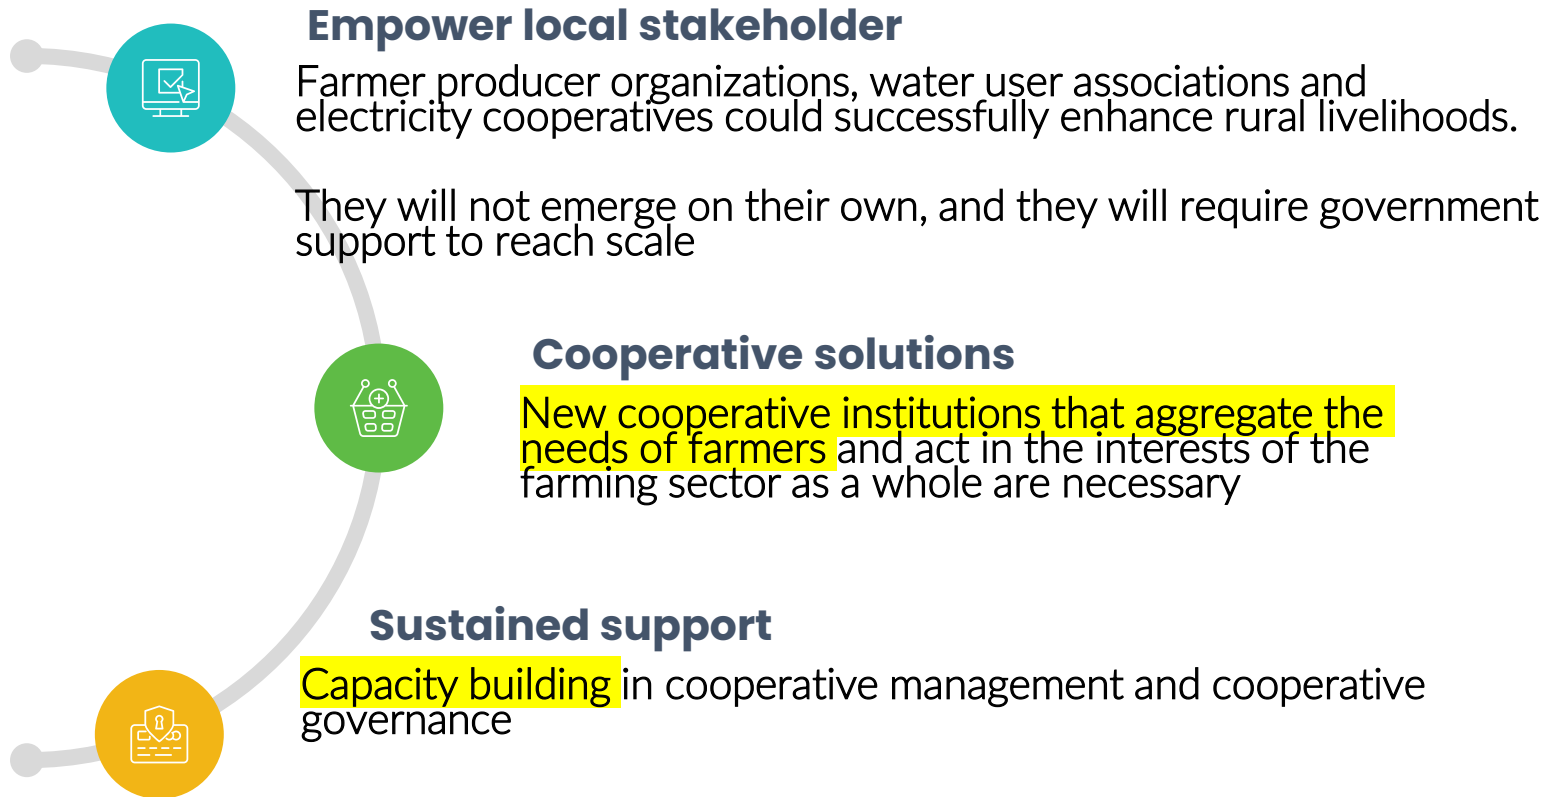 Empower local stakeholder
Farmer producer organizations, water user associations and
electricity cooperatives could successfully enhance rural livelihoods.
They will not emerge on their own, and they will require government
support to reach scale
Cooperative solutions
New cooperative institutions that aggregate the
needs of farmers and act in the interests of the
farming sector as a whole are necessary
Sustained support
Capacity building in cooperative management and cooperative
governance